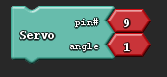 pin# 9
Servo
angle 1